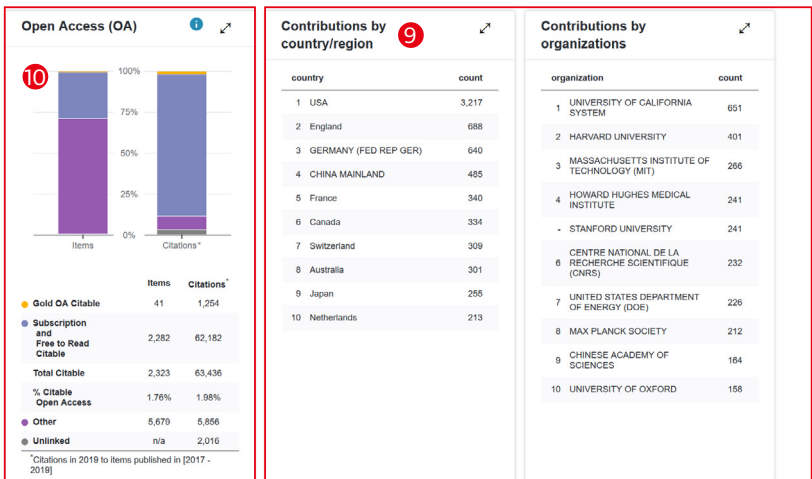 Open Access (OA)
i
10
100%
75%
50%
25%
0%
Items
Citations*
Items Citations*
Gold OA Citable 41 1,254
Subscription
and
Free to Read
Citable
2,282 62,182
Total Citable 2,323 63,436
% Citable
Open Access
1.76% 1.98%
Other 5,679 5,856
Unlinked n/a 2,016
*Citations in 2019 to items published in [2017 -
2019]
Contributions by
country/region
9
country count
1 USA 3,217
2 England 688
3 GERMANY (FED REP GER) 640
4 CHINA MAINLAND 485
5 France 340
6 Canada 334
7 Switzerland 309
8 Australia 301
9 Japan 255
10 Netherlands 213
Contributions by
organizations
organization count
1 UNIVERSITY OF CALIFORNIA
SYSTEM
651
2 HARVARD UNIVERSITY 401
3 MASSACHUSETTS INSTITUTE OF
TECHNOLOGY (MIT)
266
4 HOWARD HUGHES MEDICAL
INSTITUTE
241
- STANFORD UNIVERSITY 241
6 CENTRE NATIONAL DE LA
RECHERCHE SCIENTIFIQUE
(CNRS)
232
7 UNITED STATES DEPARTMENT
OF ENERGY (DOE)
226
8 MAX PLANCK SOCIETY 212
9 CHINESE ACADEMY OF
SCIENCES
164
10 UNIVERSITY OF OXFORD 158